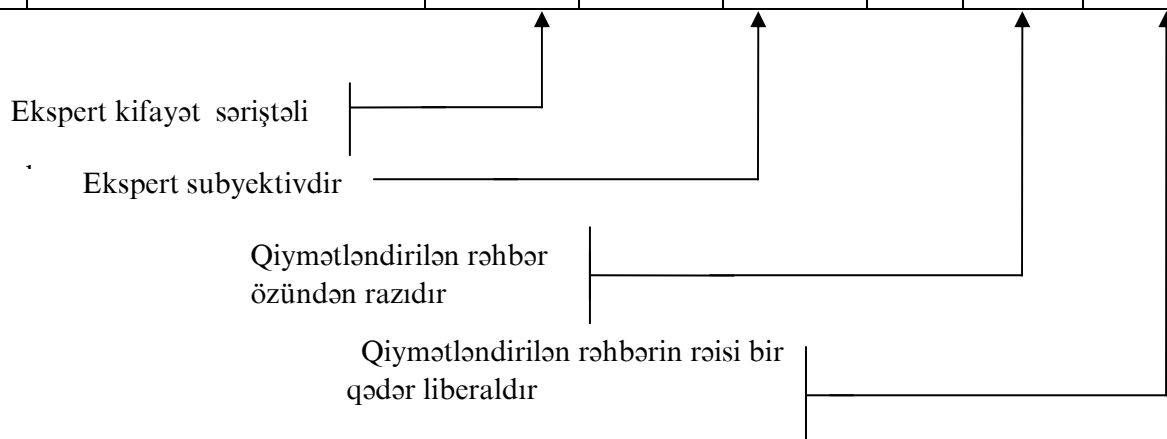 Ekspert kifayət səriştəli
Ekspert subyektivdir
Qiymətləndirilən rəhbər
özündən razıdır
Qiymətləndirilən rəhbərin rəisi bir
qədər liberaldır